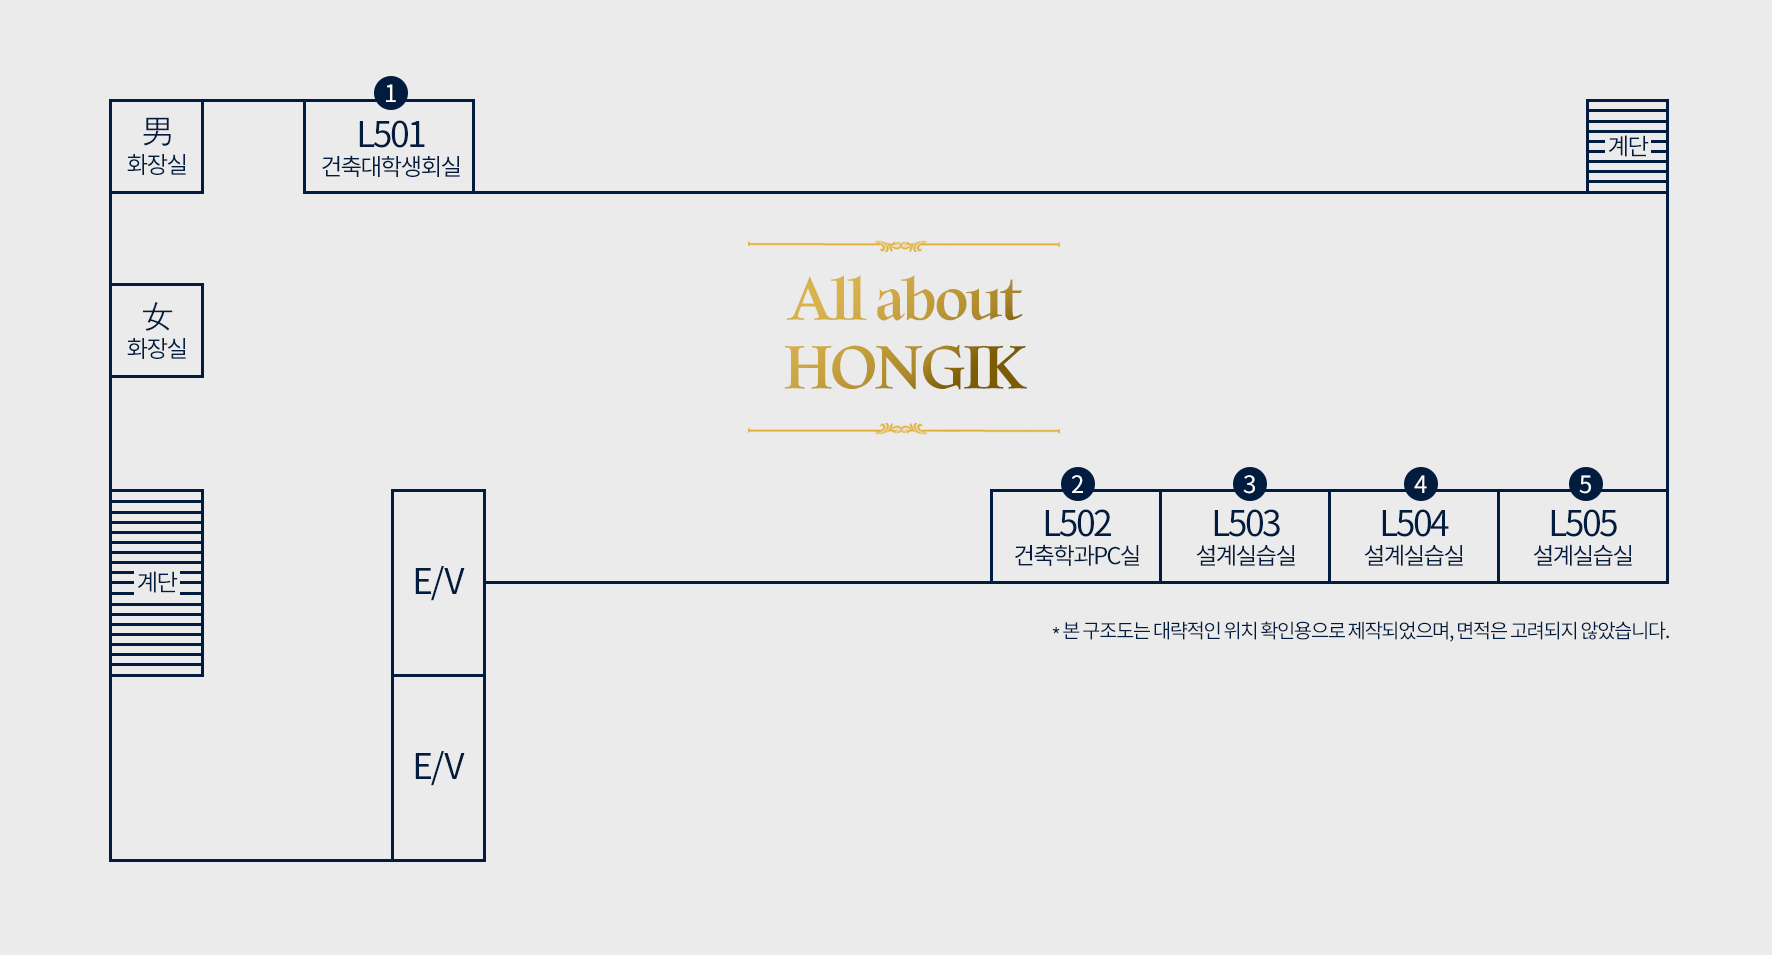 1
男
화장실
L501
건축대학생회실
계단
女
화장실
All about
HONGIK
계단
E/V
E/V
2
L502
건축학과PC실
3
L503
설계실습실
4
L504
설계실습실
5
L505
설계실습실
* 본 구조도는 대략적인 위치 확인용으로 제작되었으며, 면적은 고려되지 않았습니다.